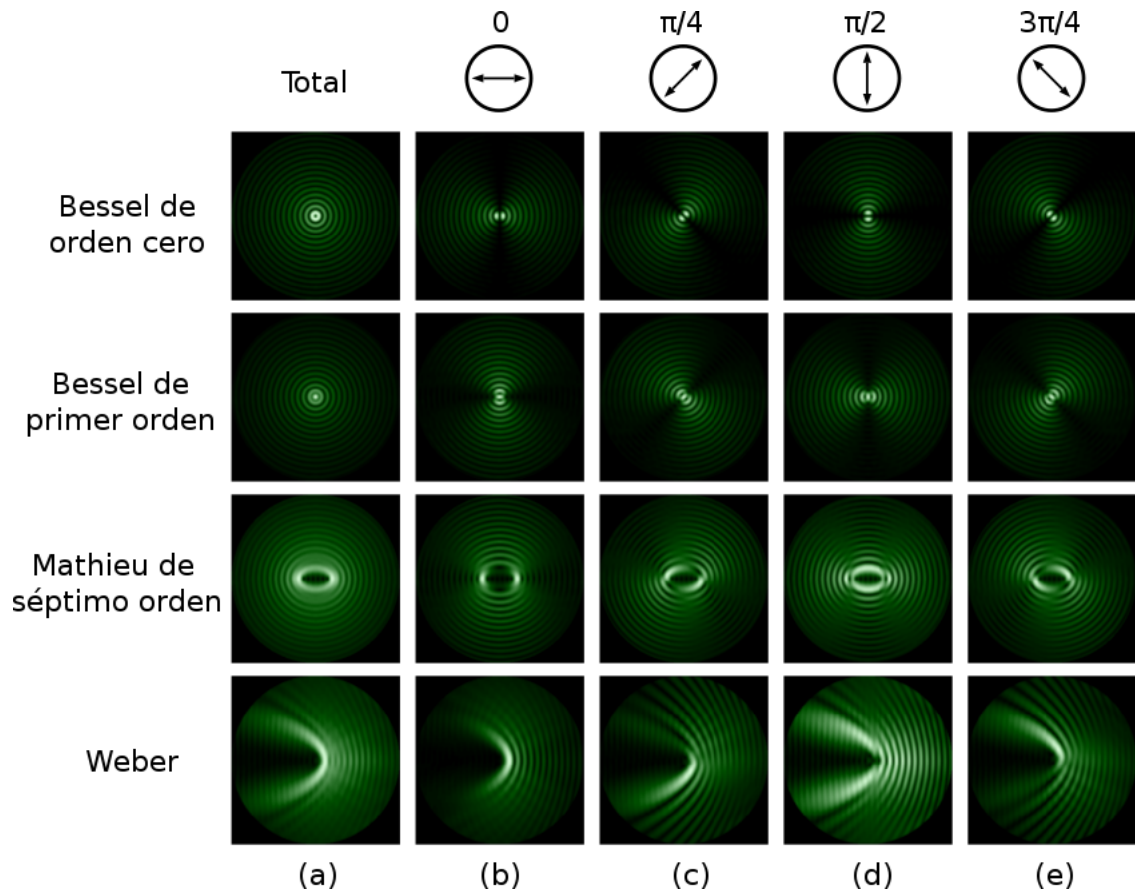 0
π/4
π/2
3π/4
Total
Bessel de
orden cero
Bessel de
primer orden
Mathieu de
séptimo orden
Weber
(a)
(b)
(c)
(d)
(e)